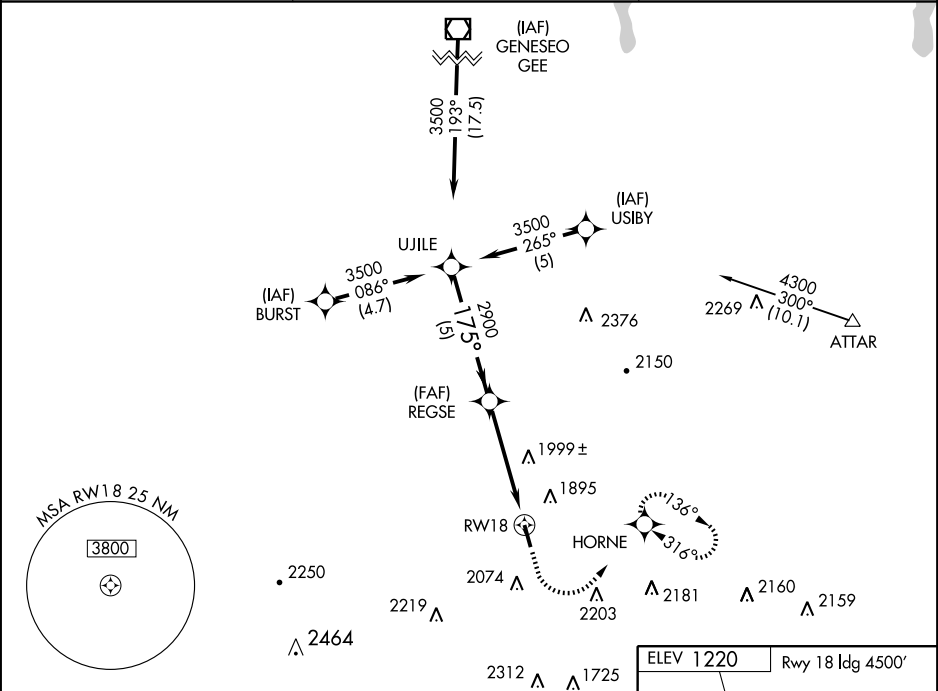 (IAF)
GENESEO
GEE
3500
193°
(17.5)
(IAF)
USIBY
3500
265°
(5)
UJILE
3500
086°
(4.7)
(IAF)
BURST
4300
300°
(10.1)
2269
ATTAR
2900
175°
(5)
2376
2150
(FAF)
REGSE
1999±
1895
MSA RW18 25 NM
3800
RW18
HORNE
136°
316°
2250
2074
2203
2181
2160
2159
2219
2464
2312
1725
ELEV 1220
Rwy 18 ldg 4500'